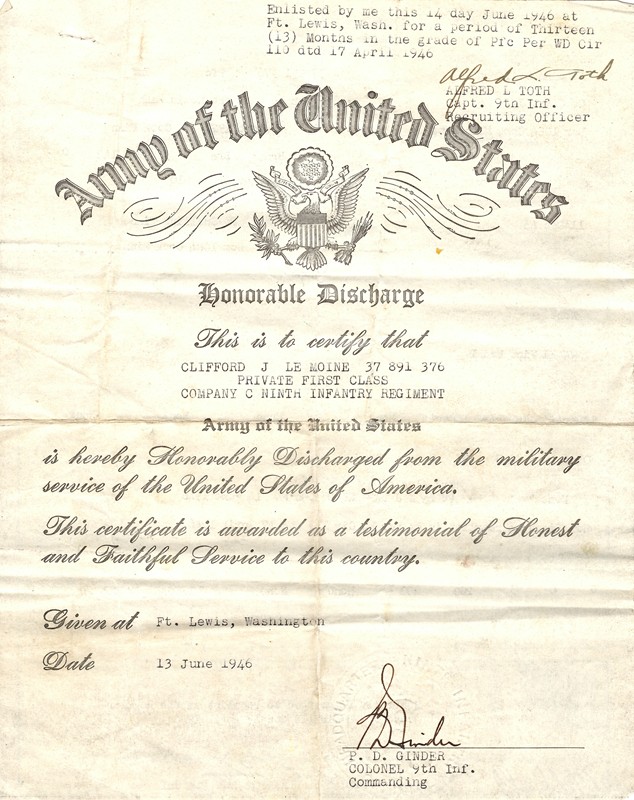 Enlisted by me this 14 day June 1946 at
Ft. Lewis, Wash. for a period of Thirteen
(13) Montns in the grade of Pfc Per WD Cir
110 dtd 17 April 1946
Alfred L. Toth
ALFRED L TOTH
Capt. 9th Inf.
Recruiting Officer
Army of the United States
Honorable Discharge
This is to certify that
CLIFFORD J LE MOINE 37 891 376
PRIVATE FIRST CLASS
COMPANY C NINTH INFANTRY REGIMENT
Army of the United States
is hereby Honorably Discharged from the military
service of the United States of America.
This certificate is awarded as a testimonial of Honest
and Faithful Service to this country.
Given at Ft. Lewis, Washington
Date 13 June 1946
P D Ginder
P. D. GINDER
COLONEL 9th Inf.
Commanding